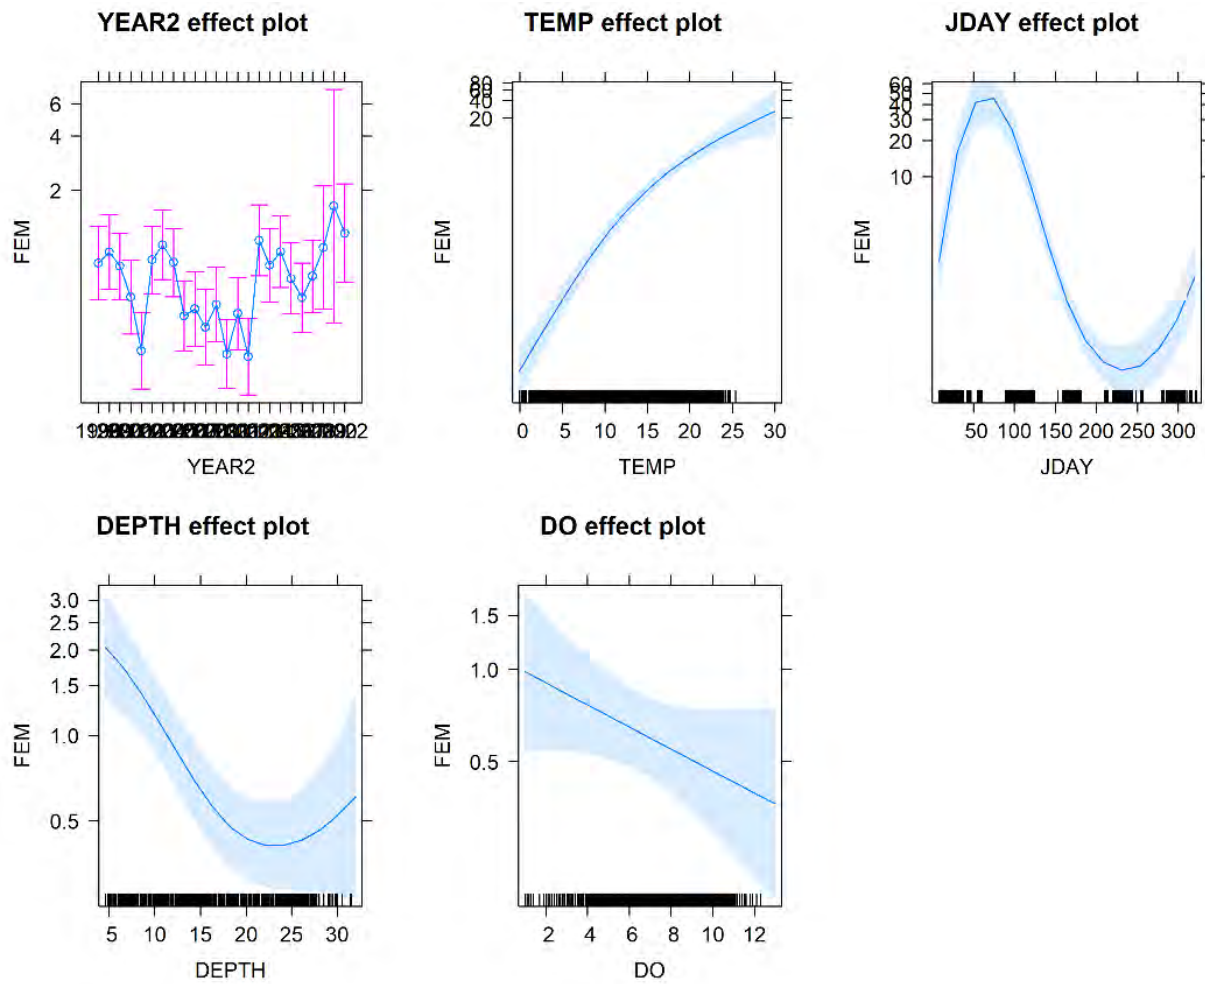 YEAR2 effect plot
6
4
2
FEM
YEAR2
TEMP effect plot
80
60
40
20
FEM
0 5 10 15 20 25 30
TEMP
JDAY effect plot
60
50
40
30
20
10
FEM
50 100 150 200 250 300
JDAY
DEPTH effect plot
3.0
2.5
2.0
1.5
1.0
0.5
FEM
5 10 15 20 25 30
DEPTH
DO effect plot
1.5
1.0
0.5
FEM
2 4 6 8 10 12
DO